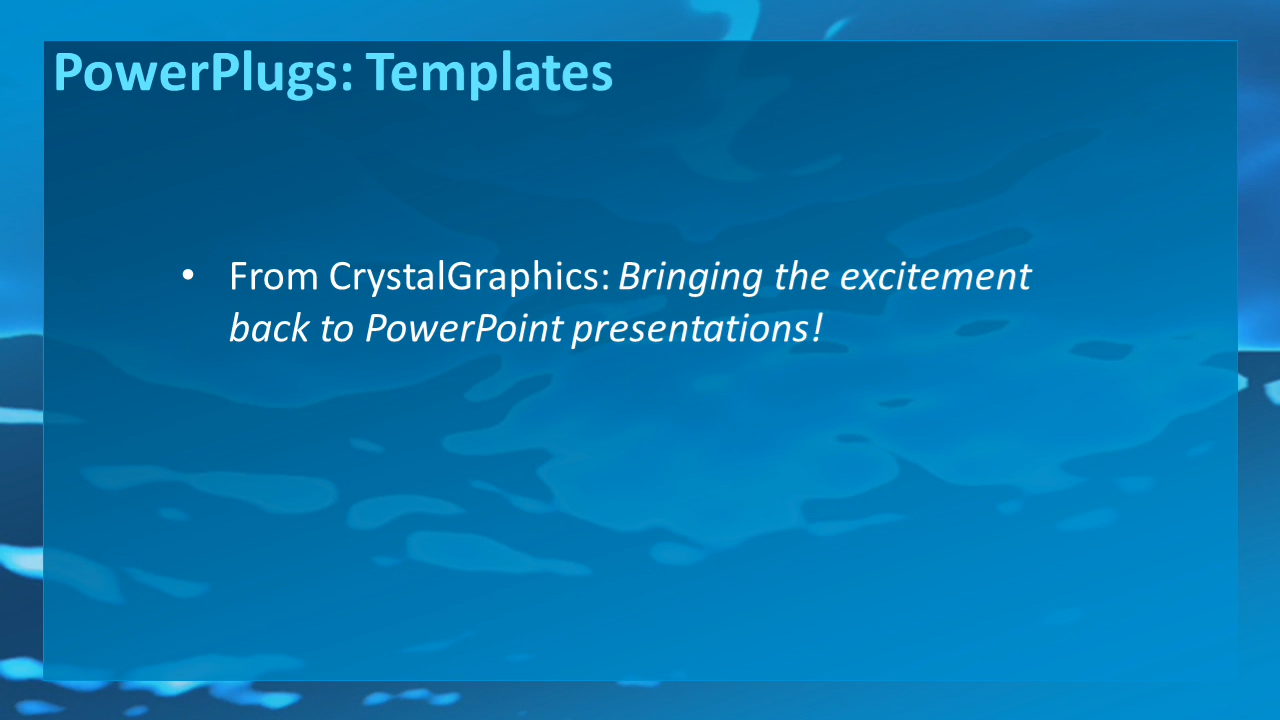 PowerPlugs: Templates
• From CrystalGraphics: Bringing the excitement
back to PowerPoint presentations!